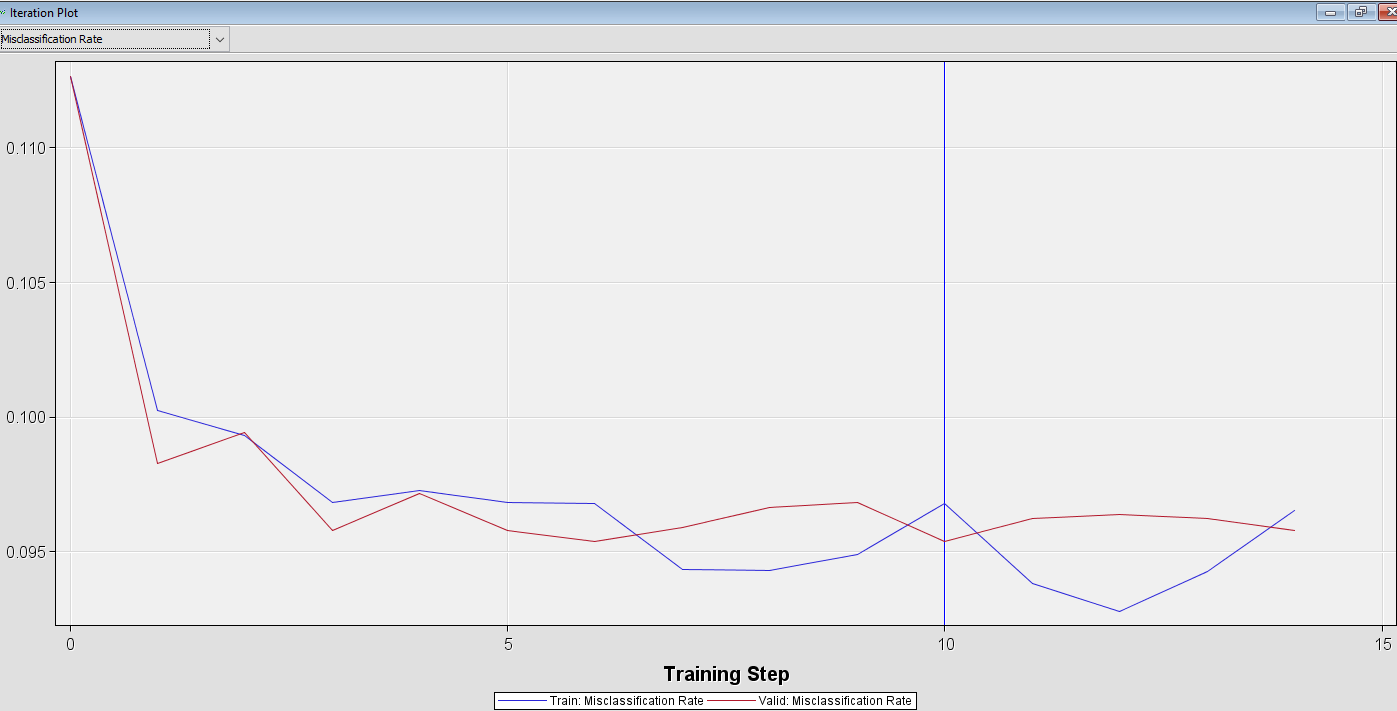 Iteration Plot
Misclassification Rate
0.110
0.105
0.100
0.095
0 5 10 15
Training Step
Train: Misclassification Rate Valid: Misclassification Rate